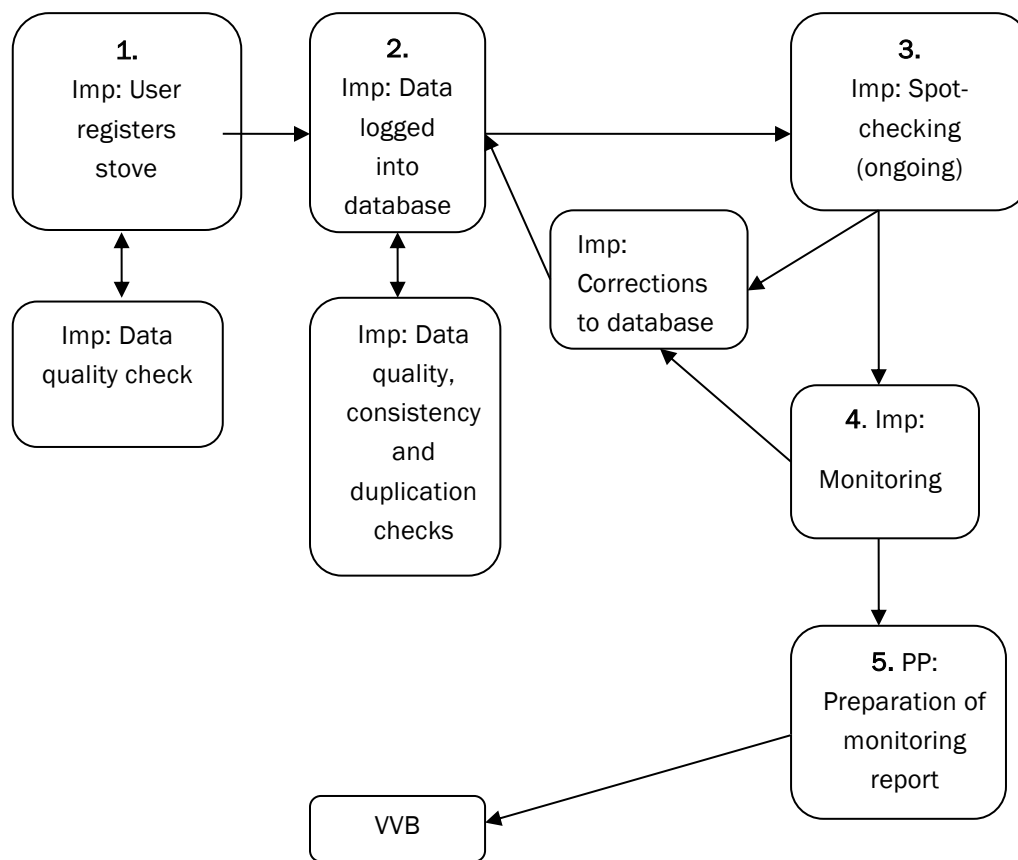 1.
Imp: User
registers
stove
2.
Imp: Data
logged
into
database
3.
Imp: Spot-
checking
(ongoing)
Imp:
Corrections
to database
Imp: Data
quality check
Imp: Data
quality,
consistency
and
duplication
checks
4. Imp:
Monitoring
5. PP:
Preparation of
monitoring
report
VVB